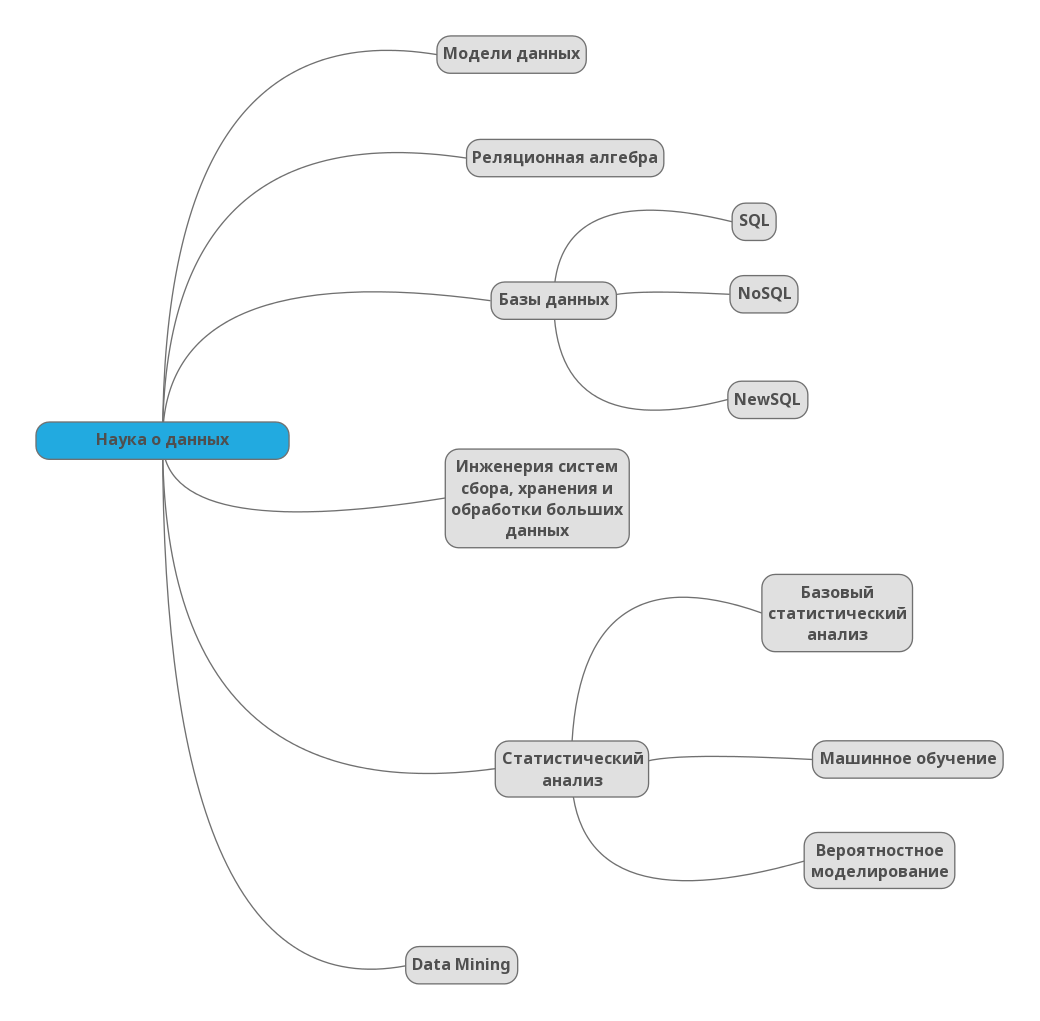 Модели данных
Реляционная алгебра
SQL
NoSQL
Базы данных
NewSQL
Наука о данных
Инженерия систем
сбора, хранения и
обработки больших
данных
Базовый
статистический
анализ
Статистический
анализ
Машинное обучение
Вероятностное
моделирование
Data Mining